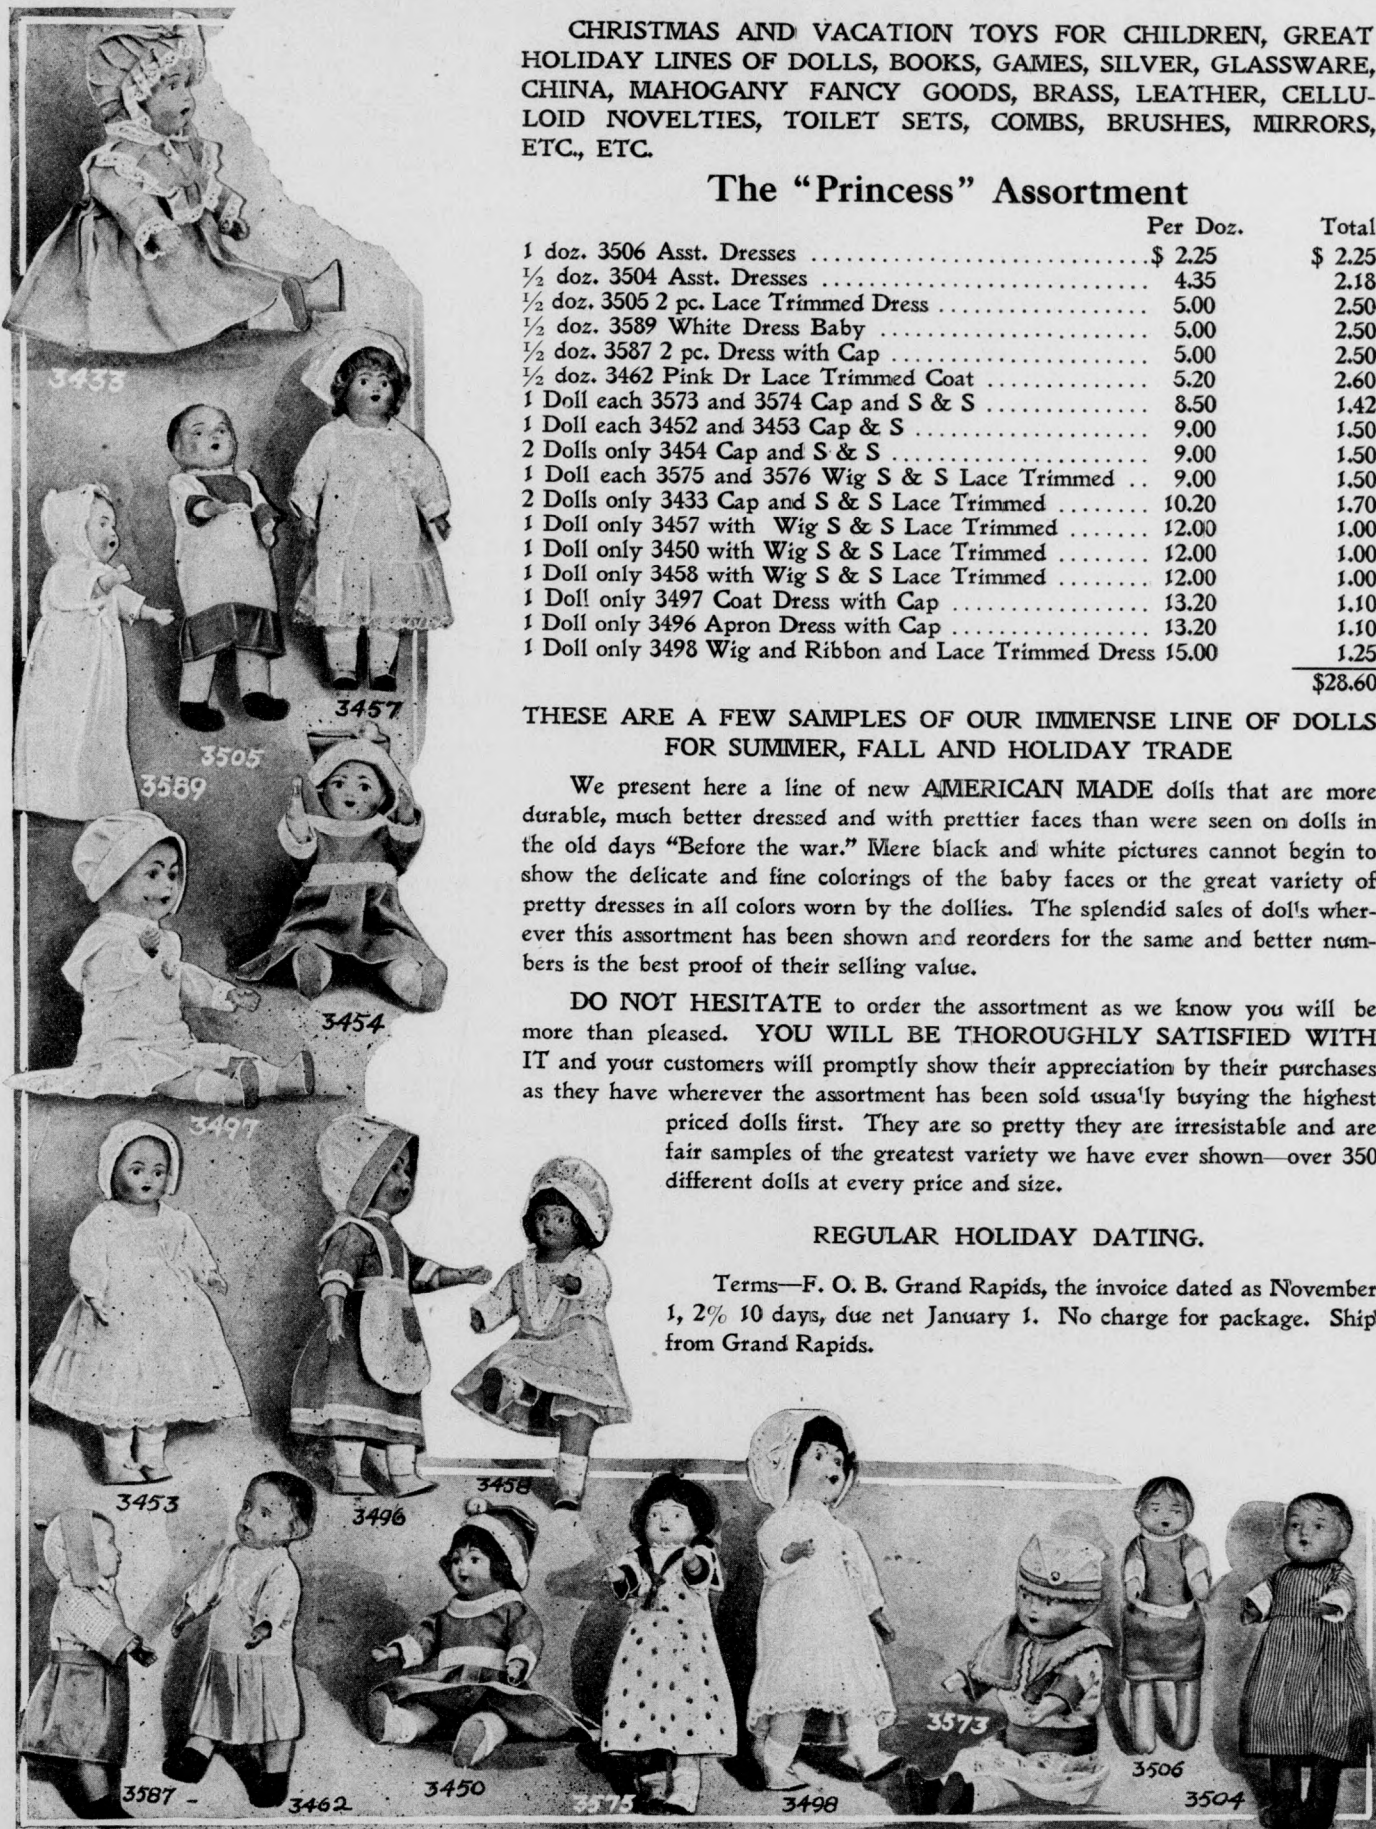 CHRISTMAS AND VACATION TOYS FOR CHILDREN, GREAT
HOLIDAY LINES OF DOLLS, BOOKS, GAMES, SILVER, GLASSWARE,
CHINA, MAHOGANY FANCY GOODS, BRASS, LEATHER, CELLU-
LOID NOVELTIES, TOILET SETS, COMBS, BRUSHES, MIRRORS,
ETC., ETC.
The “Princess” Assortment
Per Doz. Total
1 doz. 3506 Asst. Dresses ..............................$ 2.25 $ 2.25
½ doz. 3504 Asst. Dresses ............................. 4.35 2.18
½ doz. 3505 2 pc. Lace Trimmed Dress .................. 5.00 2.50
½ doz. 3589 White Dress Baby ........................ 5.00 2.50
½ doz. 3587 2 pc. Dress with Cap ....................... 5.00 2.50
½ doz. 3462 Pink Dr Lace Trimmed Coat .............. 5.20 2.60
1 Doll each 3573 and 3574 Cap and S & S .............. 8.50 1.42
1 Doll each 3452 and 3453 Cap & S .................... 9.00 1.50
2 Dolls only 3454 Cap and S & S ...................... 9.00 1.50
1 Doll each 3575 and 3576 Wig S & S Lace Trimmed .. 9.00 1.50
2 Dolls only 3433 Cap and S & S Lace Trimmed ........ 10.20 1.70
1 Doll only 3457 with Wig S & S Lace Trimmed ....... 12.00 1.00
1 Doll only 3450 with Wig S & S Lace Trimmed ........ 12.00 1.00
1 Doll only 3458 with Wig S & S Lace Trimmed ........ 12.00 1.00
1 Doll only 3497 Coat Dress with Cap ................. 13.20 1.10
1 Doll only 3496 Apron Dress with Cap ................. 13.20 1.10
1 Doll only 3498 Wig and Ribbon and Lace Trimmed Dress 15.00 1.25
$28.60
THESE ARE A FEW SAMPLES OF OUR IMMENSE LINE OF DOLLS
FOR SUMMER, FALL AND HOLIDAY TRADE
We present here a line of new AMERICAN MADE dolls that are more
durable, much better dressed and with prettier faces than were seen on dolls in
the old days “Before the war.” Mere black and white pictures cannot begin to
show the delicate and fine colorings of the baby faces or the great variety of
pretty dresses in all colors worn by the dollies. The splendid sales of dol's wher-
ever this assortment has been shown and reorders for the same and better num-
bers is the best proof of their selling value.
DO NOT HESITATE to order the assortment as we know you will be
more than pleased. YOU WILL BE THOROUGHLY SATISFIED WITH
IT and your customers will promptly show their appreciation by their purchases
as they have wherever the assortment has been sold usua'ly buying the highest
priced dolls first. They are so pretty they are irresistable and are
fair samples of the greatest variety we have ever shown—over 350
different dolls at every price and size.
REGULAR HOLIDAY DATING.
Terms—F. O. B. Grand Rapids, the invoice dated as November
1, 2% 10 days, due net January 1. No charge for package. Ship
from Grand Rapids.
3433
3457
3505
3589
3454
3497
3453
3496
3458
3587
3462
3450
3575
3498
3573
3506
3504